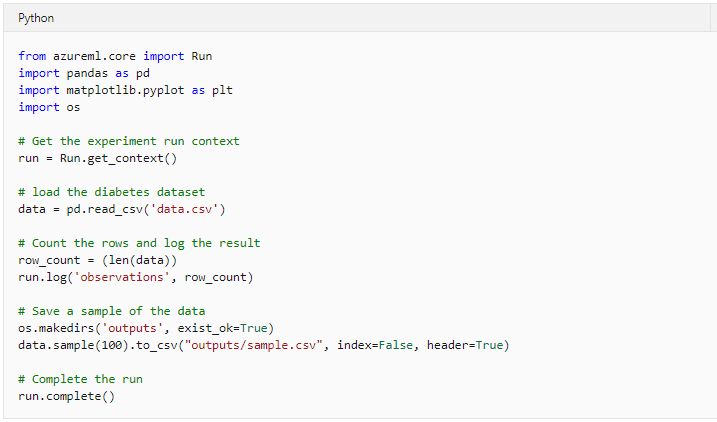 Python
from azureml.core import Run
import pandas as pd
import matplotlib.pyplot as plt
import os
# Get the experiment run context
run = Run.get_context()
# load the diabetes dataset
data = pd.read_csv('data.csv')
# Count the rows and log the result
row_count = (len(data))
run.log('observations', row_count)
# Save a sample of the data
os.makedirs('outputs', exist_ok=True)
data.sample(100).to_csv("outputs/sample.csv", index=False, header=True)
# Complete the run
run.complete()